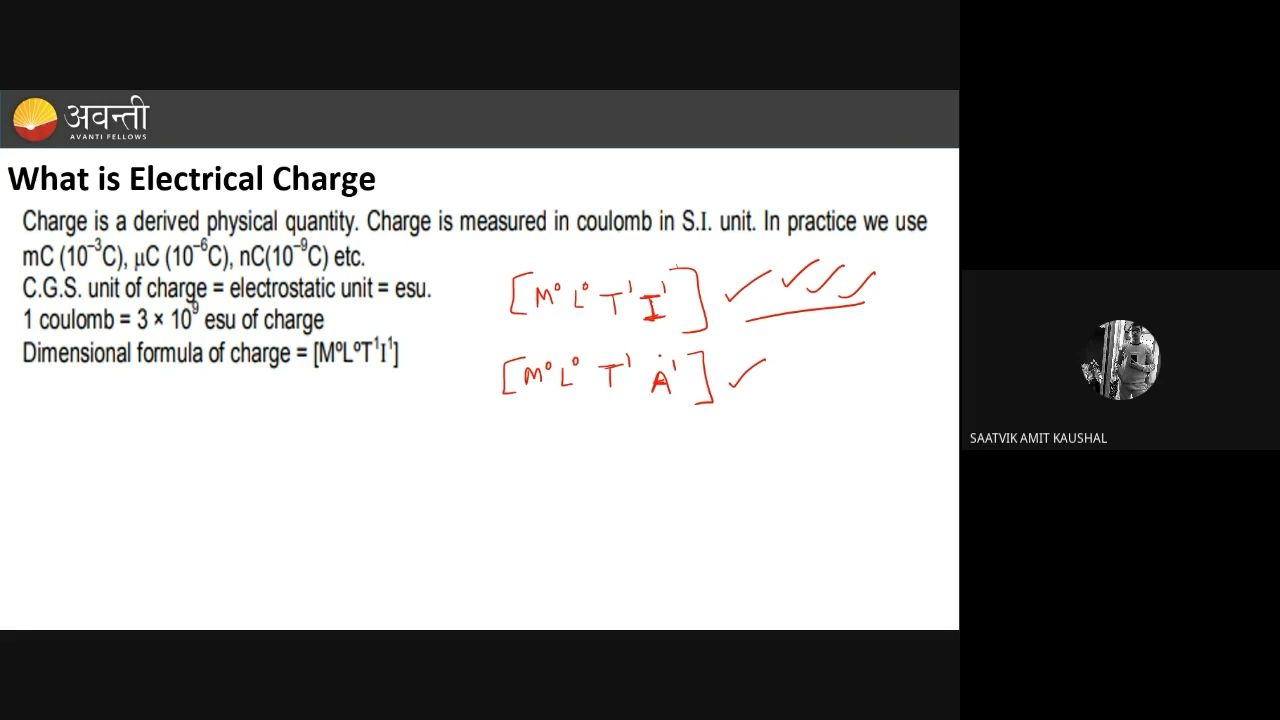 अवन्ती
AVANTI FELLOWS
What is Electrical Charge
Charge is a derived physical quantity. Charge is measured in coulomb in S.I. unit. In practice we use
mC (10⁻³C), μC (10⁻⁶C), nC(10⁻⁹C) etc.
C.G.S. unit of charge = electrostatic unit = esu.
1 coulomb = 3 × 10⁹ esu of charge
Dimensional formula of charge = [M⁰L⁰T¹I¹]
[M⁰ L⁰ T¹ I¹]
[M⁰ L⁰ T¹ A¹]
SAATVIK AMIT KAUSHAL